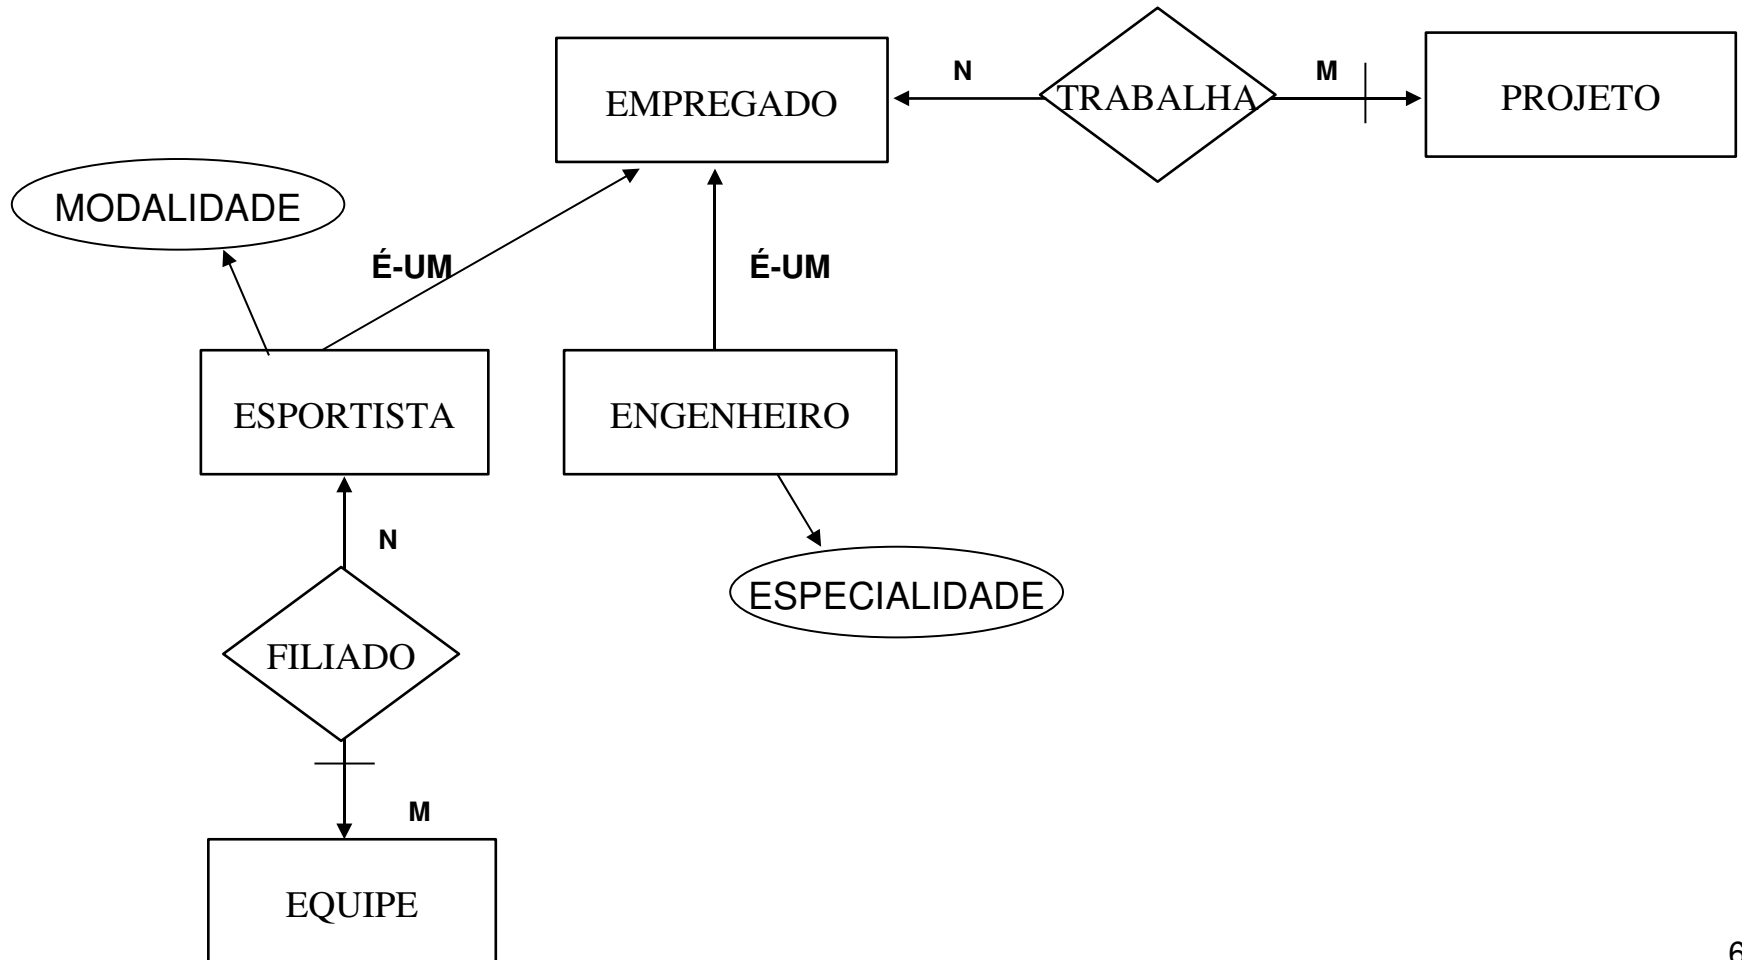 N
M
EMPREGADO
TRABALHA
PROJETO
MODALIDADE
É-UM
É-UM
ESPORTISTA
ENGENHEIRO
N
ESPECIALIDADE
FILIADO
M
EQUIPE
6